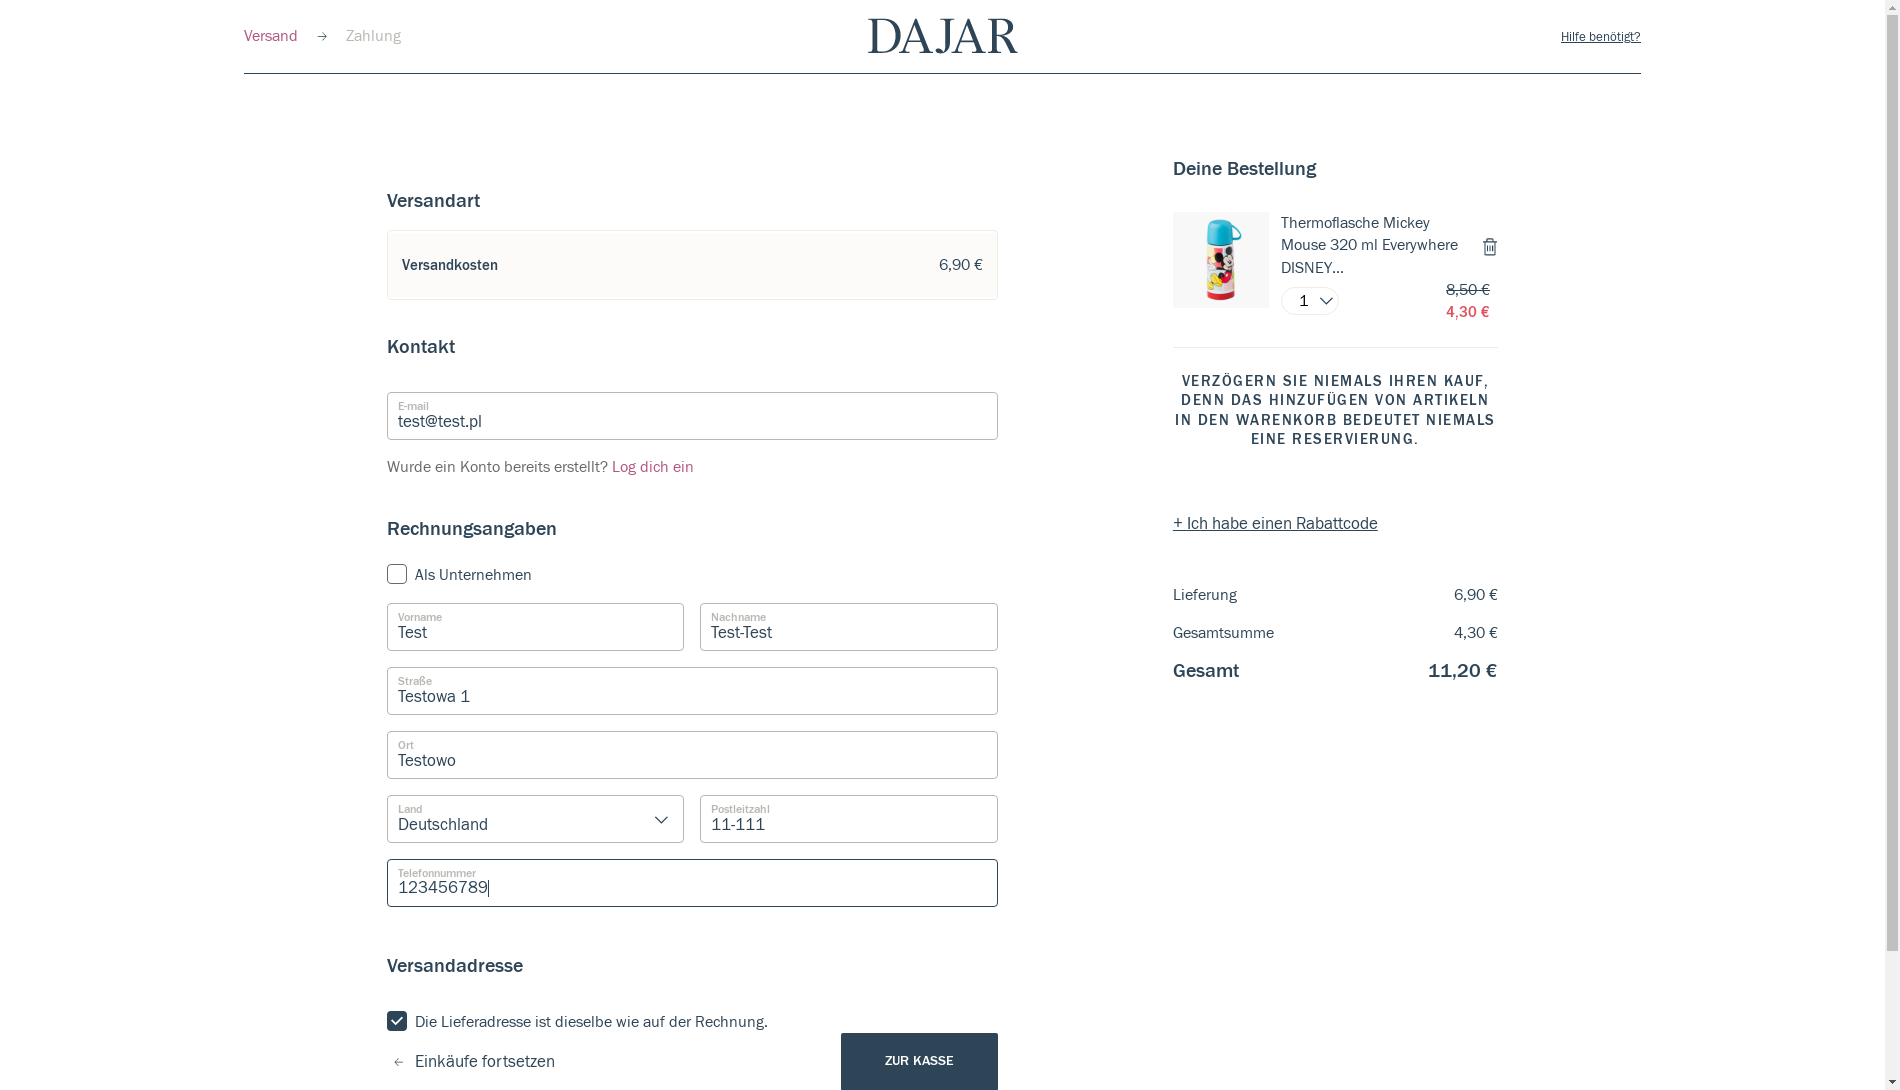 Versand → Zahlung
DAJAR
Hilfe benötigt?
Versandart
Versandkosten 6,90 €
Kontakt
E-mail
test@test.pl
Wurde ein Konto bereits erstellt? Log dich ein
Rechnungsangaben
Als Unternehmen
Vorname
Test
Nachname
Test-Test
Straße
Testowa 1
Ort
Testowo
Land
Deutschland
Postleitzahl
11-111
Telefonnummer
123456789
Versandadresse
Die Lieferadresse ist dieselbe wie auf der Rechnung.
← Einkäufe fortsetzen
ZUR KASSE
Deine Bestellung
Thermoflasche Mickey
Mouse 320 ml Everywhere
DISNEY...
1
8,50 €
4,30 €
VERZÖGERN SIE NIEMALS IHREN KAUF,
DENN DAS HINZUFÜGEN VON ARTIKELN
IN DEN WARENKORB BEDEUTET NIEMALS
EINE RESERVIERUNG.
+ Ich habe einen Rabattcode
Lieferung 6,90 €
Gesamtsumme 4,30 €
Gesamt 11,20 €